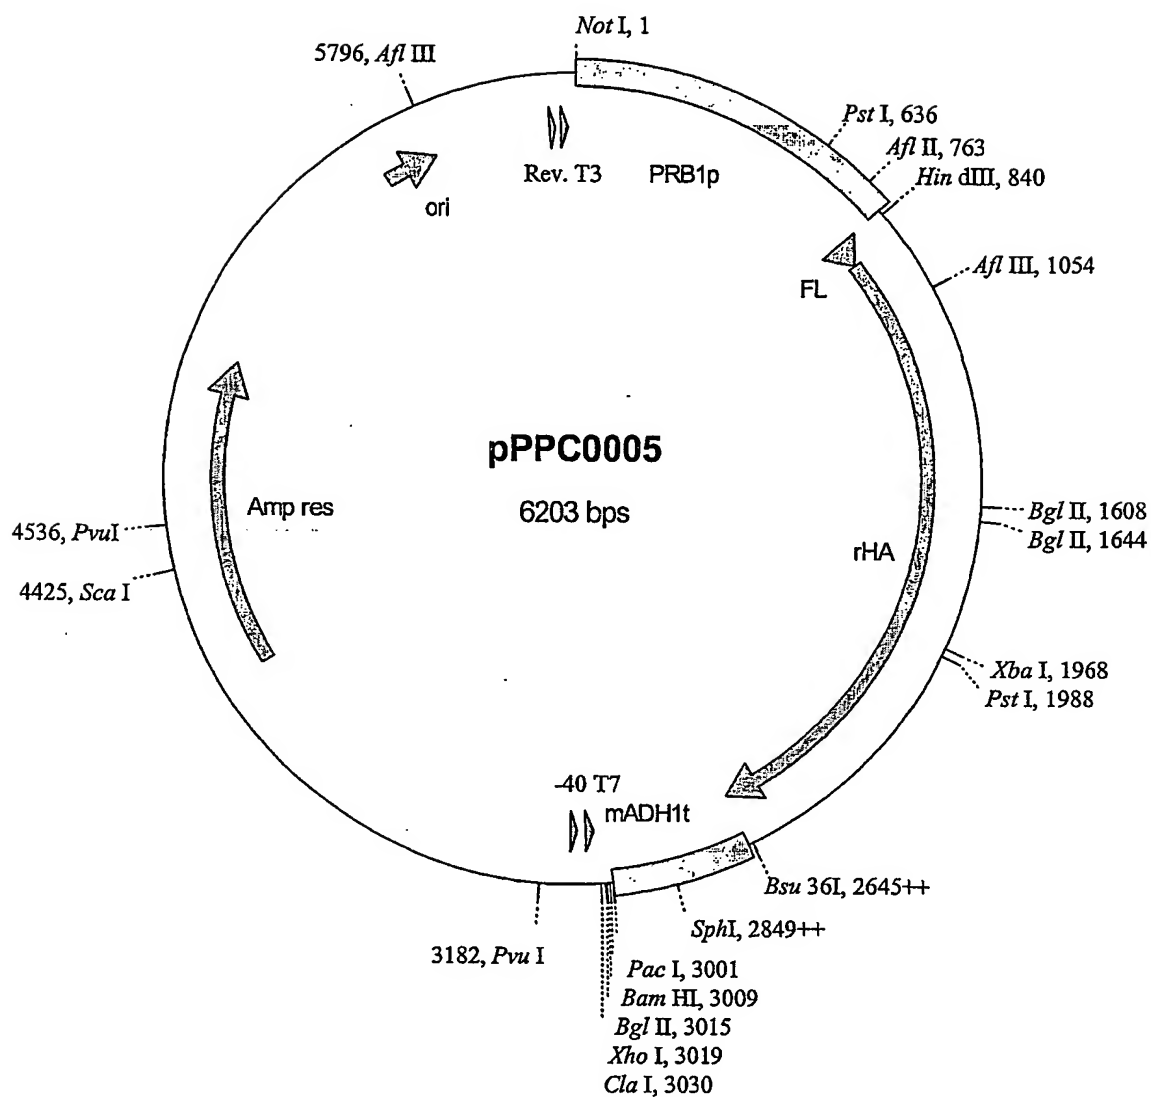 Not I, 1
5796, Afl III
Pst I, 636
Afl II, 763
Hin dIII, 840
Rev. T3
PRB1p
ori
Afl III, 1054
FL
pPPC0005
6203 bps
Amp res
4536, PvuI
4425, Sca I
rHA
Bgl II, 1608
Bgl II, 1644
Xba I, 1968
Pst I, 1988
-40 T7
mADH1t
Bsu 36I, 2645++
SphI, 2849++
3182, Pvu I
Pac I, 3001
Bam HI, 3009
Bgl II, 3015
Xho I, 3019
Cla I, 3030